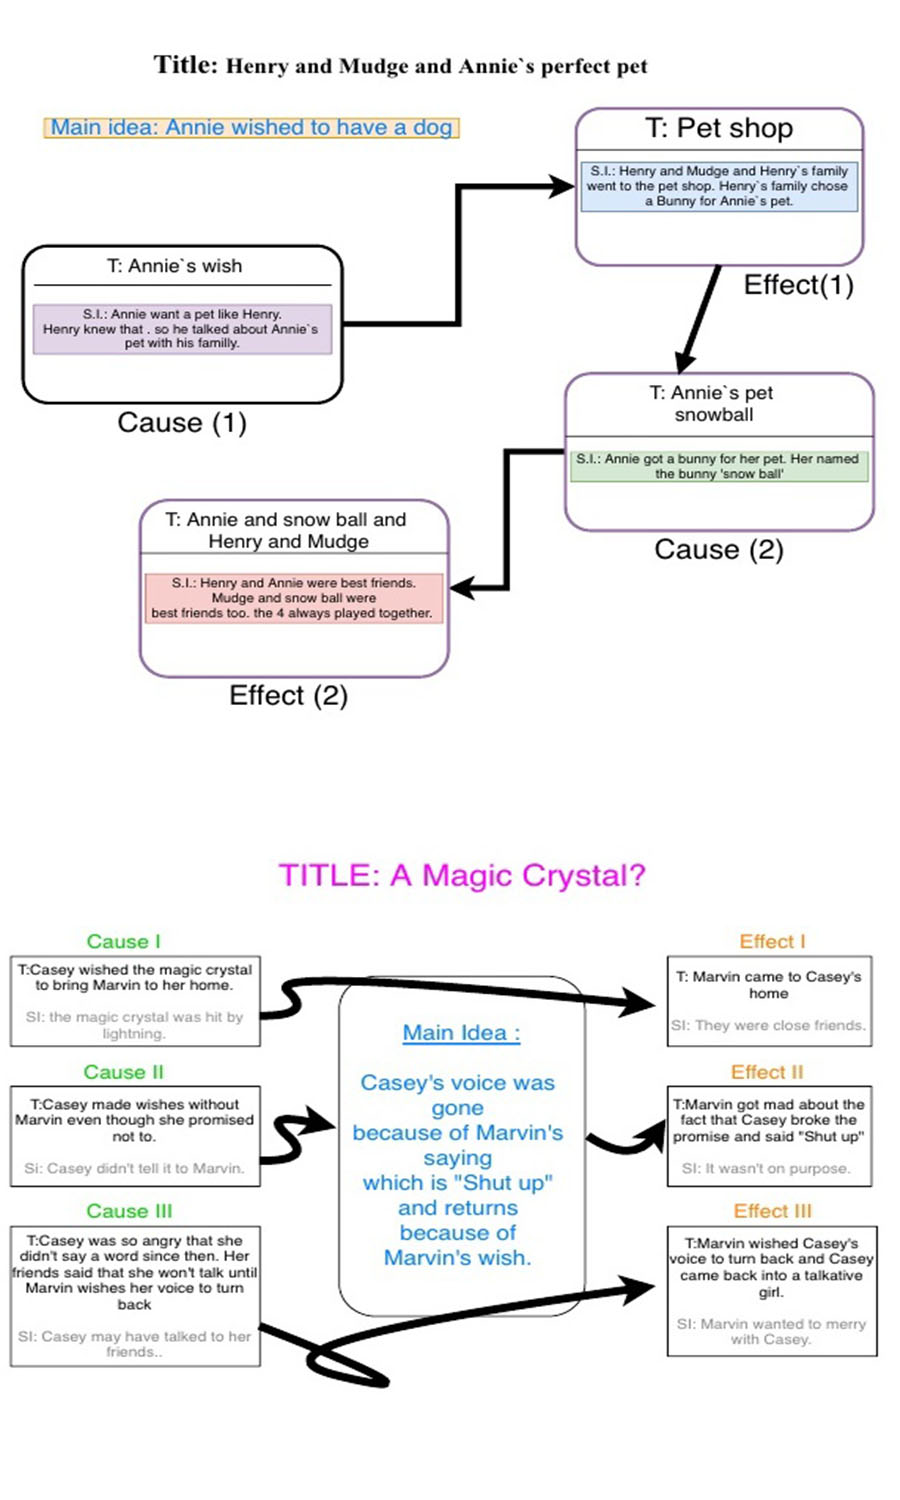 Title: Henry and Mudge and Annie`s perfect pet
Main idea: Annie wished to have a dog
T: Pet shop
S.I.: Henry and Mudge and Henry`s family
went to the pet shop. Henry`s family chose
a Bunny for Annie`s pet.
Effect(1)
T: Annie`s wish
S.I.: Annie want a pet like Henry.
Henry knew that . so he talked about Annie`s
pet with his familly.
Cause (1)
T: Annie`s pet
snowball
S.I.: Annie got a bunny for her pet. Her named
the bunny 'snow ball'
Cause (2)
T: Annie and snow ball and
Henry and Mudge
S.I.: Henry and Annie were best friends.
Mudge and snow ball were
best friends too. the 4 always played together.
Effect (2)
TITLE: A Magic Crystal?
Cause I
T:Casey wished the magic crystal
to bring Marvin to her home.
SI: the magic crystal was hit by
lightning.
Cause II
T:Casey made wishes without
Marvin even though she promised
not to.
Si: Casey didn't tell it to Marvin.
Cause III
T:Casey was so angry that she
didn't say a word since then. Her
friends said that she won't talk until
Marvin wishes her voice to turn
back
SI: Casey may have talked to her
friends..
Main Idea :
Casey's voice was
gone
because of Marvin's
saying
which is "Shut up"
and returns
because of
Marvin's wish.
Effect I
T: Marvin came to Casey's
home
SI: They were close friends.
Effect II
T:Marvin got mad about the
fact that Casey broke the
promise and said "Shut up"
SI: It wasn't on purpose.
Effect III
T:Marvin wished Casey's
voice to turn back and Casey
came back into a talkative
girl.
SI: Marvin wanted to merry
with Casey.